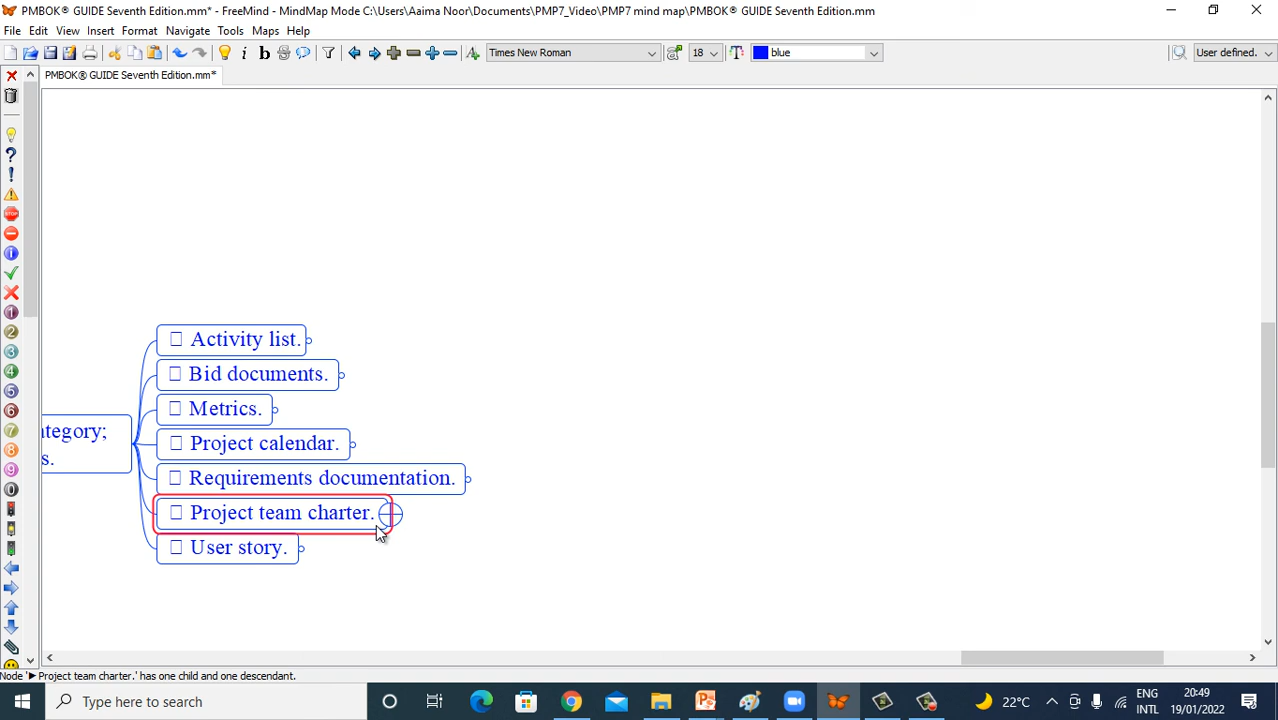 PMBOK® GUIDE Seventh Edition.mm* - FreeMind - MindMap Mode C:\Users\Aaima Noor\Documents\PMP7_Video\PMP7 mind map\PMBOK® GUIDE Seventh Edition.mm
File Edit View Insert Format Navigate Tools Maps Help
Times New Roman 18 blue User defined.
PMBOK® GUIDE Seventh Edition.mm*
Activity list.
Bid documents.
Metrics.
tegory;
s.
Project calendar.
Requirements documentation.
Project team charter.
User story.
Node '►Project team charter.' has one child and one descendant.
Type here to search
22°C
ENG
INTL
20:49
19/01/2022